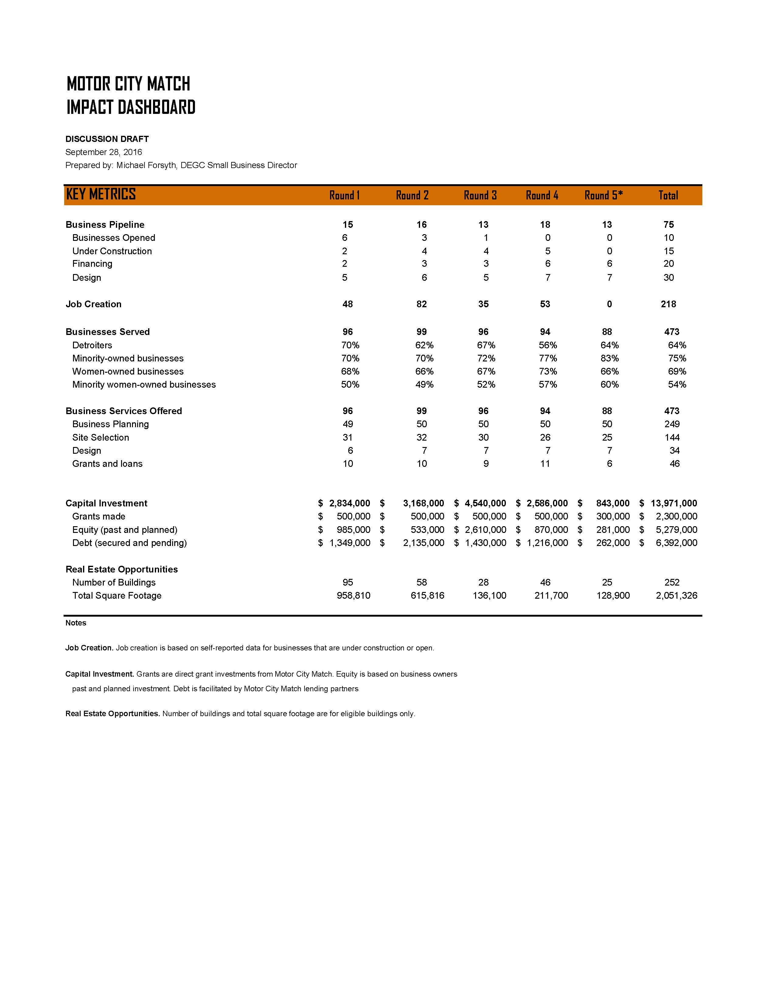 MOTOR CITY MATCH
IMPACT DASHBOARD
DISCUSSION DRAFT
September 28, 2016
Prepared by: Michael Forsyth, DEGC Small Business Director
KEY METRICS Round 1 Round 2 Round 3 Round 4 Round 5* Total
Business Pipeline 15 16 13 18 13 75
Businesses Opened 6 3 1 0 0 10
Under Construction 2 4 4 5 0 15
Financing 2 3 3 6 6 20
Design 5 6 5 7 7 30
Job Creation 48 82 35 53 0 218
Businesses Served 96 99 96 94 88 473
Detroiters 70% 62% 67% 56% 64% 64%
Minority-owned businesses 70% 70% 72% 77% 83% 75%
Women-owned businesses 68% 66% 67% 73% 66% 69%
Minority women-owned businesses 50% 49% 52% 57% 60% 54%
Business Services Offered 96 99 96 94 88 473
Business Planning 49 50 50 50 50 249
Site Selection 31 32 30 26 25 144
Design 6 7 7 7 7 34
Grants and loans 10 10 9 11 6 46
Capital Investment $ 2,834,000 $ 3,168,000 $ 4,540,000 $ 2,586,000 $ 843,000 $ 13,971,000
Grants made $ 500,000 $ 500,000 $ 500,000 $ 500,000 $ 300,000 $ 2,300,000
Equity (past and planned) $ 985,000 $ 533,000 $ 2,610,000 $ 870,000 $ 281,000 $ 5,279,000
Debt (secured and pending) $ 1,349,000 $ 2,135,000 $ 1,430,000 $ 1,216,000 $ 262,000 $ 6,392,000
Real Estate Opportunities
Number of Buildings 95 58 28 46 25 252
Total Square Footage 958,810 615,816 136,100 211,700 128,900 2,051,326
Notes
Job Creation. Job creation is based on self-reported data for businesses that are under construction or open.
Capital Investment. Grants are direct grant investments from Motor City Match. Equity is based on business owners
past and planned investment. Debt is facilitated by Motor City Match lending partners
Real Estate Opportunities. Number of buildings and total square footage are for eligible buildings only.